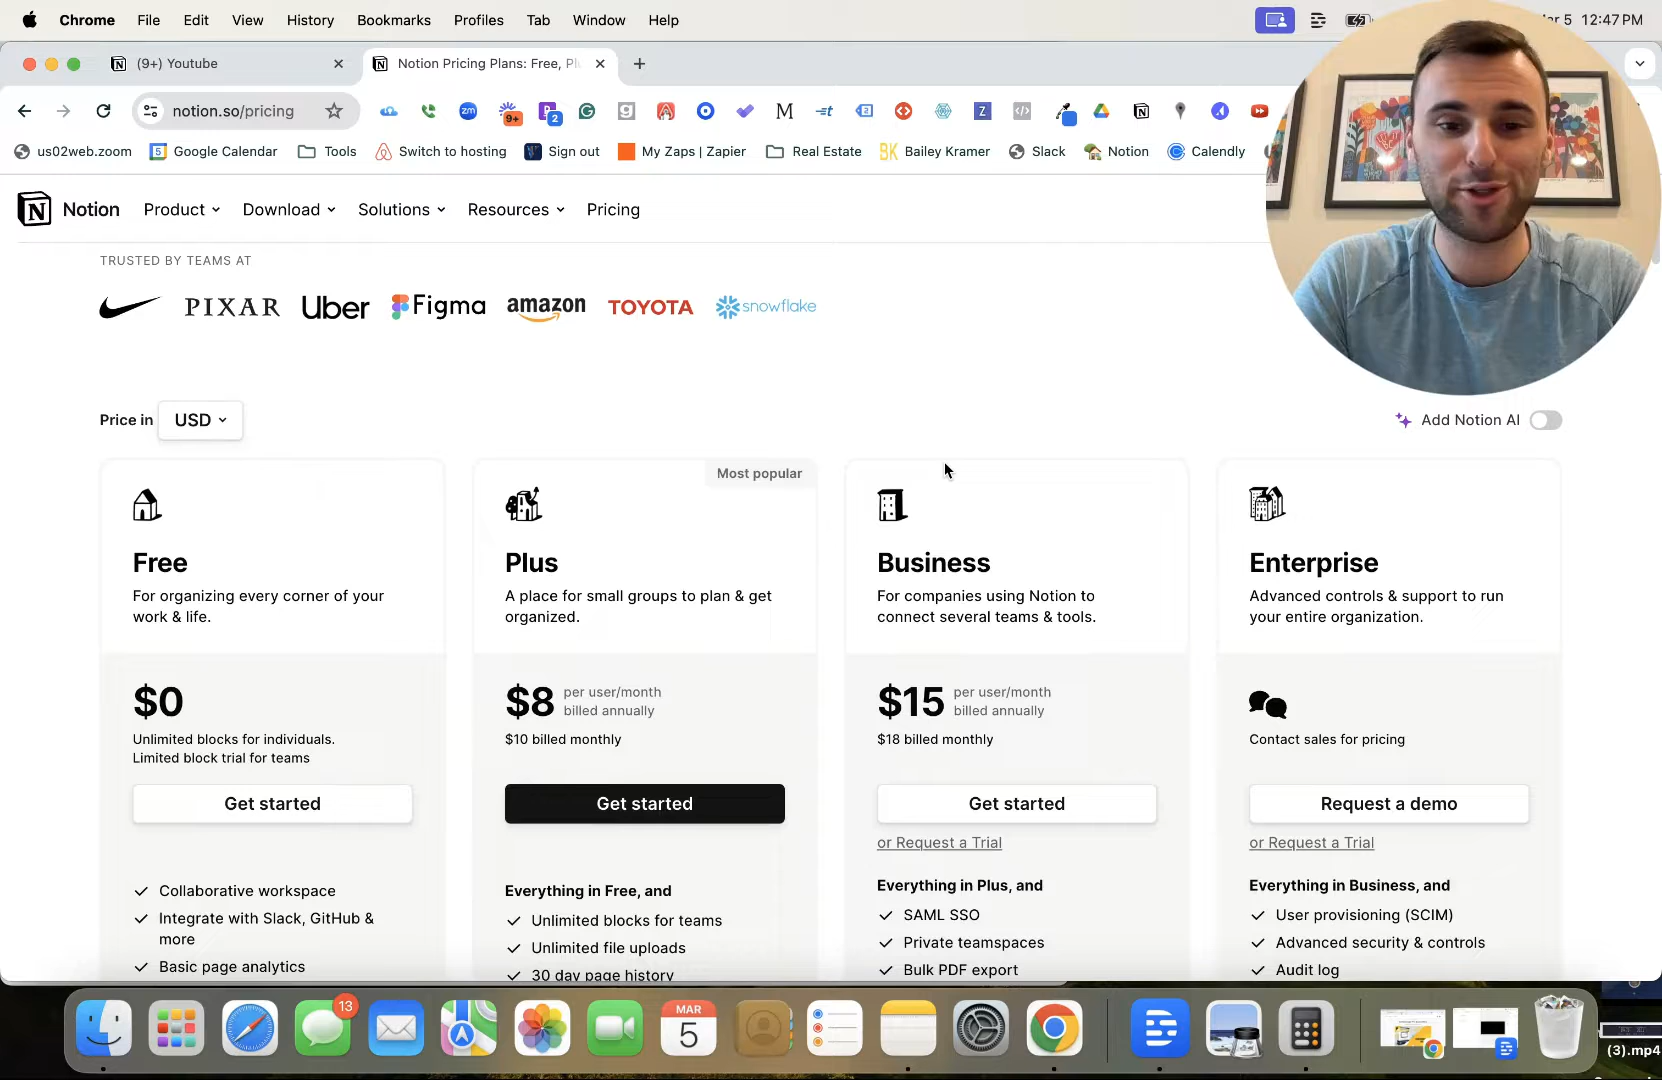 Chrome File Edit View History Bookmarks Profiles Tab Window Help
5 12:47 PM
(9+) Youtube
Notion Pricing Plans: Free,
notion.so/pricing
zm
9+
2
M
Z
us02web.zoom
5 Google Calendar
Tools
Switch to hosting
Sign out
My Zaps | Zapier
Real Estate
BK Bailey Kramer
Slack
Notion
Calendly
Notion
Product
Download
Solutions
Resources
Pricing
TRUSTED BY TEAMS AT
PIXAR
Uber
Figma
amazon
TOYOTA
snowflake
Price in
USD
Add Notion AI
Free
For organizing every corner of your
work & life.
$0
Unlimited blocks for individuals.
Limited block trial for teams
Get started
Collaborative workspace
Integrate with Slack, GitHub &
more
Basic page analytics
Most popular
Plus
A place for small groups to plan & get
organized.
$8 per user/month
billed annually
$10 billed monthly
Get started
Everything in Free, and
Unlimited blocks for teams
Unlimited file uploads
30 day page history
Business
For companies using Notion to
connect several teams & tools.
$15 per user/month
billed annually
$18 billed monthly
Get started
or Request a Trial
Everything in Plus, and
SAML SSO
Private teamspaces
Bulk PDF export
Enterprise
Advanced controls & support to run
your entire organization.
Contact sales for pricing
Request a demo
or Request a Trial
Everything in Business, and
User provisioning (SCIM)
Advanced security & controls
Audit log
13
MAR
5
(3).mp4